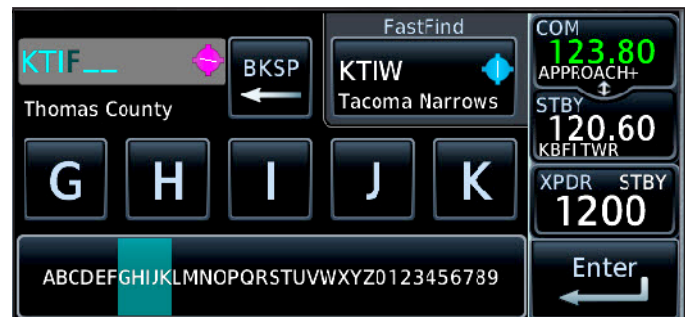 FastFind
KTIF__
BKSP
KTIW
Thomas County
Tacoma Narrows
G H I J K
ABCDEFGHIJKLMNOPQRSTUVWXYZ0123456789
COM
123.80
APPROACH+
STBY
120.60
KBFI TWR
XPDR STBY
1200
Enter